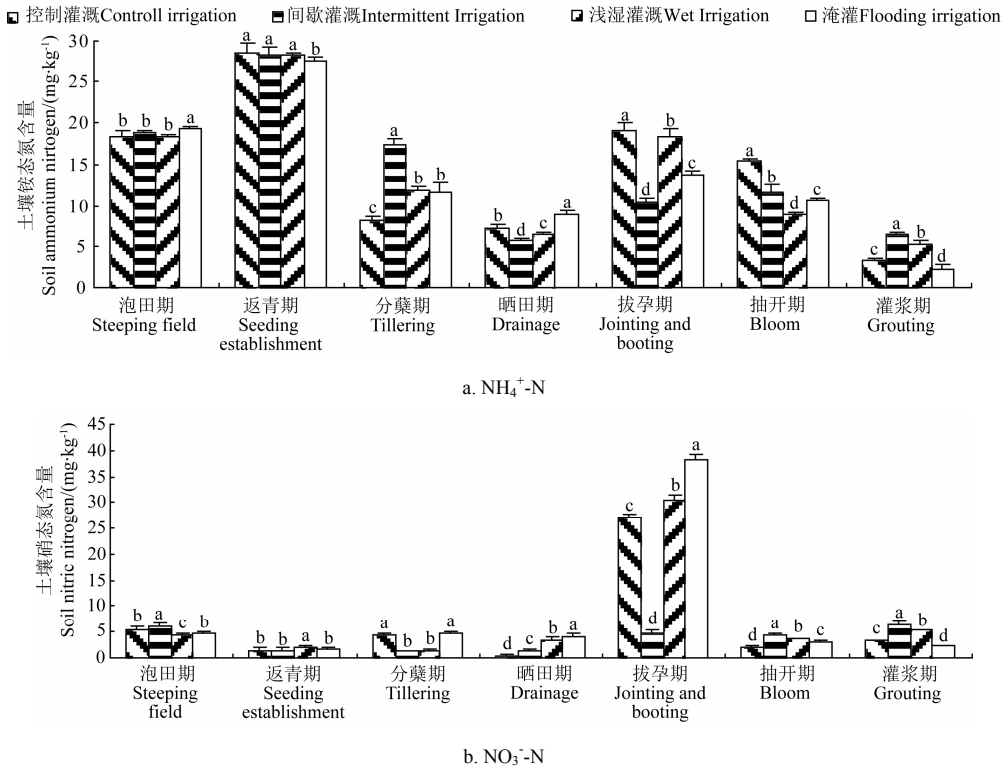 控制灌溉Controll irrigation 间歇灌溉Intermittent Irrigation 浅湿灌溉Wet Irrigation 淹灌Flooding irrigation
土壤铵态氮含量
Soil ammonium nirtogen/(mg·kg⁻¹)
30
25
20
15
10
5
0
b b b a
a a a b
c a b b
b d c a
a d b c
a b d c
c a b d
泡田期 返青期 分蘖期 晒田期 拔孕期 抽开期 灌浆期
Steeping field Seeding Tillering Drainage Jointing and Bloom Grouting
establishment booting
a. NH₄⁺-N
土壤硝态氮含量
Soil nitric nitrogen/(mg·kg⁻¹)
45
40
35
30
25
20
15
10
5
0
b a c b
b b a b
a b b a
d c b a
c d b a
d a b c
c a b d
泡田期 返青期 分蘖期 晒田期 拔孕期 抽开期 灌浆期
Steeping Seeding Tillering Drainage Jointing and Bloom Grouting
field establishment booting
b. NO₃⁻-N